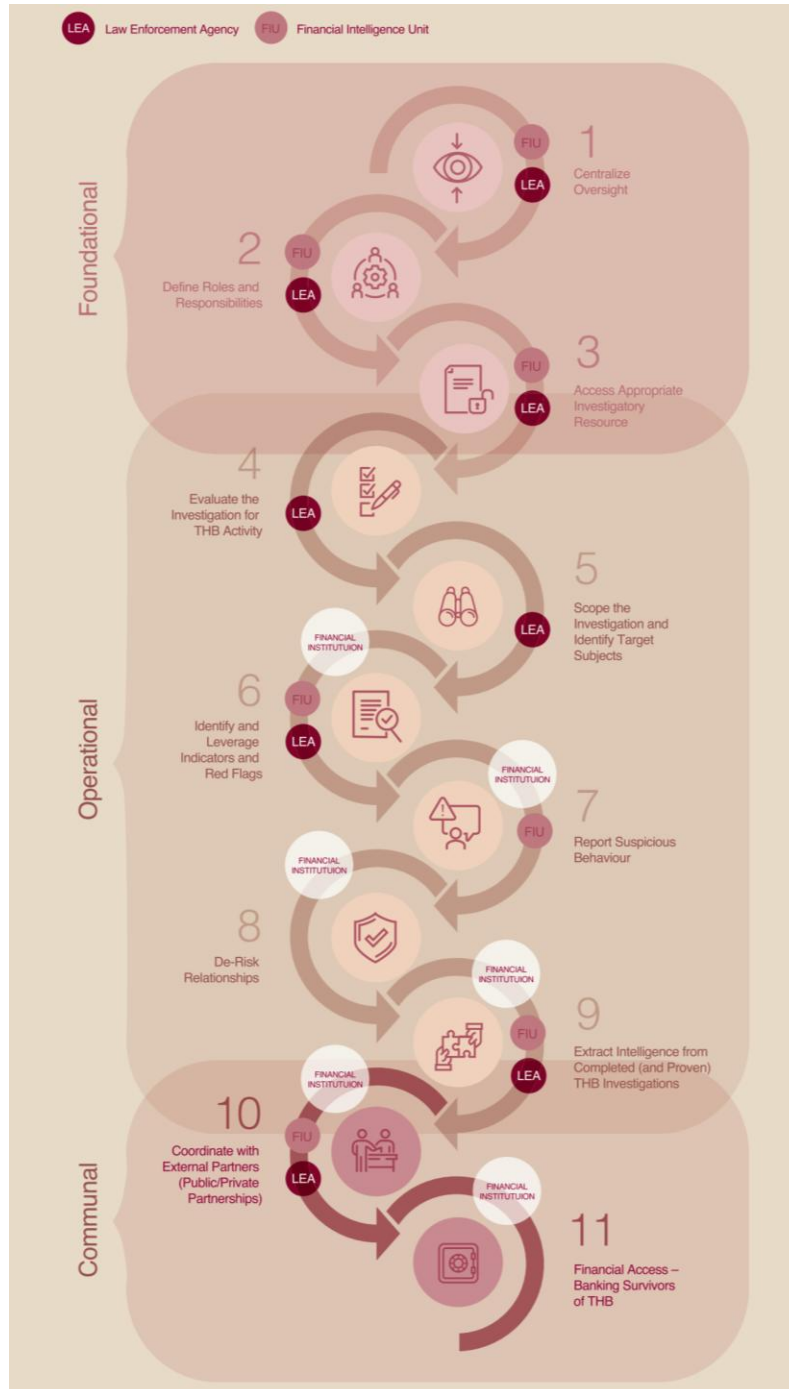 LEA Law Enforcement Agency FIU Financial Intelligence Unit
Foundational
FIU
LEA
1
Centralize
Oversight
2
FIU
LEA
Define Roles and
Responsibilities
3
FIU
LEA
Access Appropriate
Investigatory
Resource
Operational
4
Evaluate the
Investigation for
THB Activity
LEA
5
Scope the
Investigation and
Identify Target
Subjects
LEA
FINANCIAL
INSTITUTUION
6
FIU
LEA
Identify and
Leverage
Indicators and
Red Flags
FINANCIAL
INSTITUTUION
7
FIU
Report Suspicious
Behaviour
FINANCIAL
INSTITUTUION
8
De-Risk
Relationships
FINANCIAL
INSTITUTUION
9
FIU
LEA
Extract Intelligence from
Completed (and Proven)
THB Investigations
Communal
FINANCIAL
INSTITUTUION
10
FIU
LEA
Coordinate with
External Partners
(Public/Private
Partnerships)
FINANCIAL
INSTITUTUION
11
Financial Access –
Banking Survivors
of THB